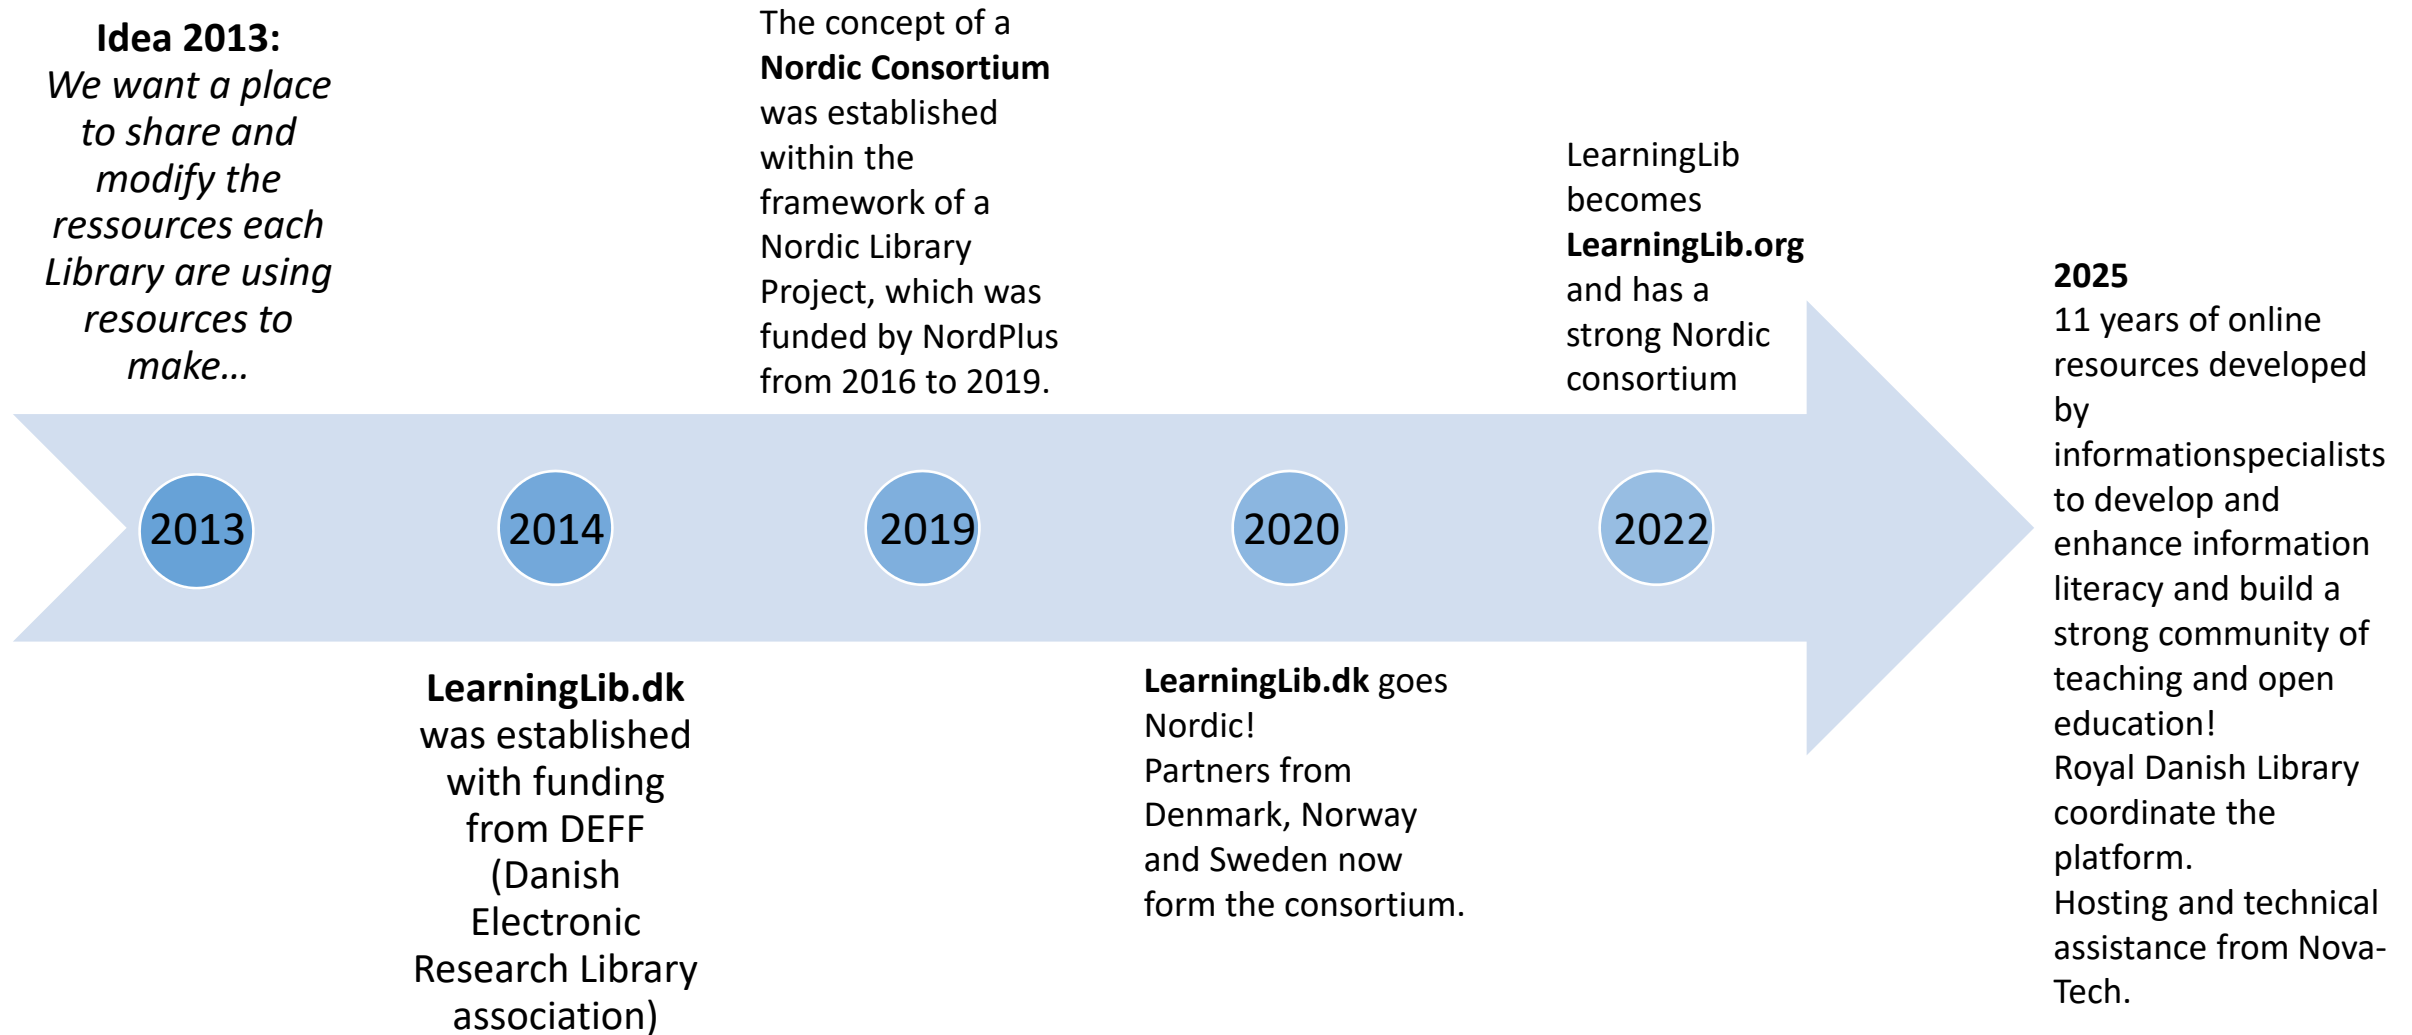 Idea 2013:
We want a place
to share and
modify the
ressources each
Library are using
resources to
make…
The concept of a
Nordic Consortium
was established
within the
framework of a
Nordic Library
Project, which was
funded by NordPlus
from 2016 to 2019.
LearningLib
becomes
LearningLib.org
and has a
strong Nordic
consortium
2013
2014
2019
2020
2022
LearningLib.dk
was established
with funding
from DEFF
(Danish
Electronic
Research Library
association)
LearningLib.dk goes
Nordic!
Partners from
Denmark, Norway
and Sweden now
form the consortium.
2025
11 years of online
resources developed
by
informationspecialists
to develop and
enhance information
literacy and build a
strong community of
teaching and open
education!
Royal Danish Library
coordinate the
platform.
Hosting and technical
assistance from Nova-
Tech.